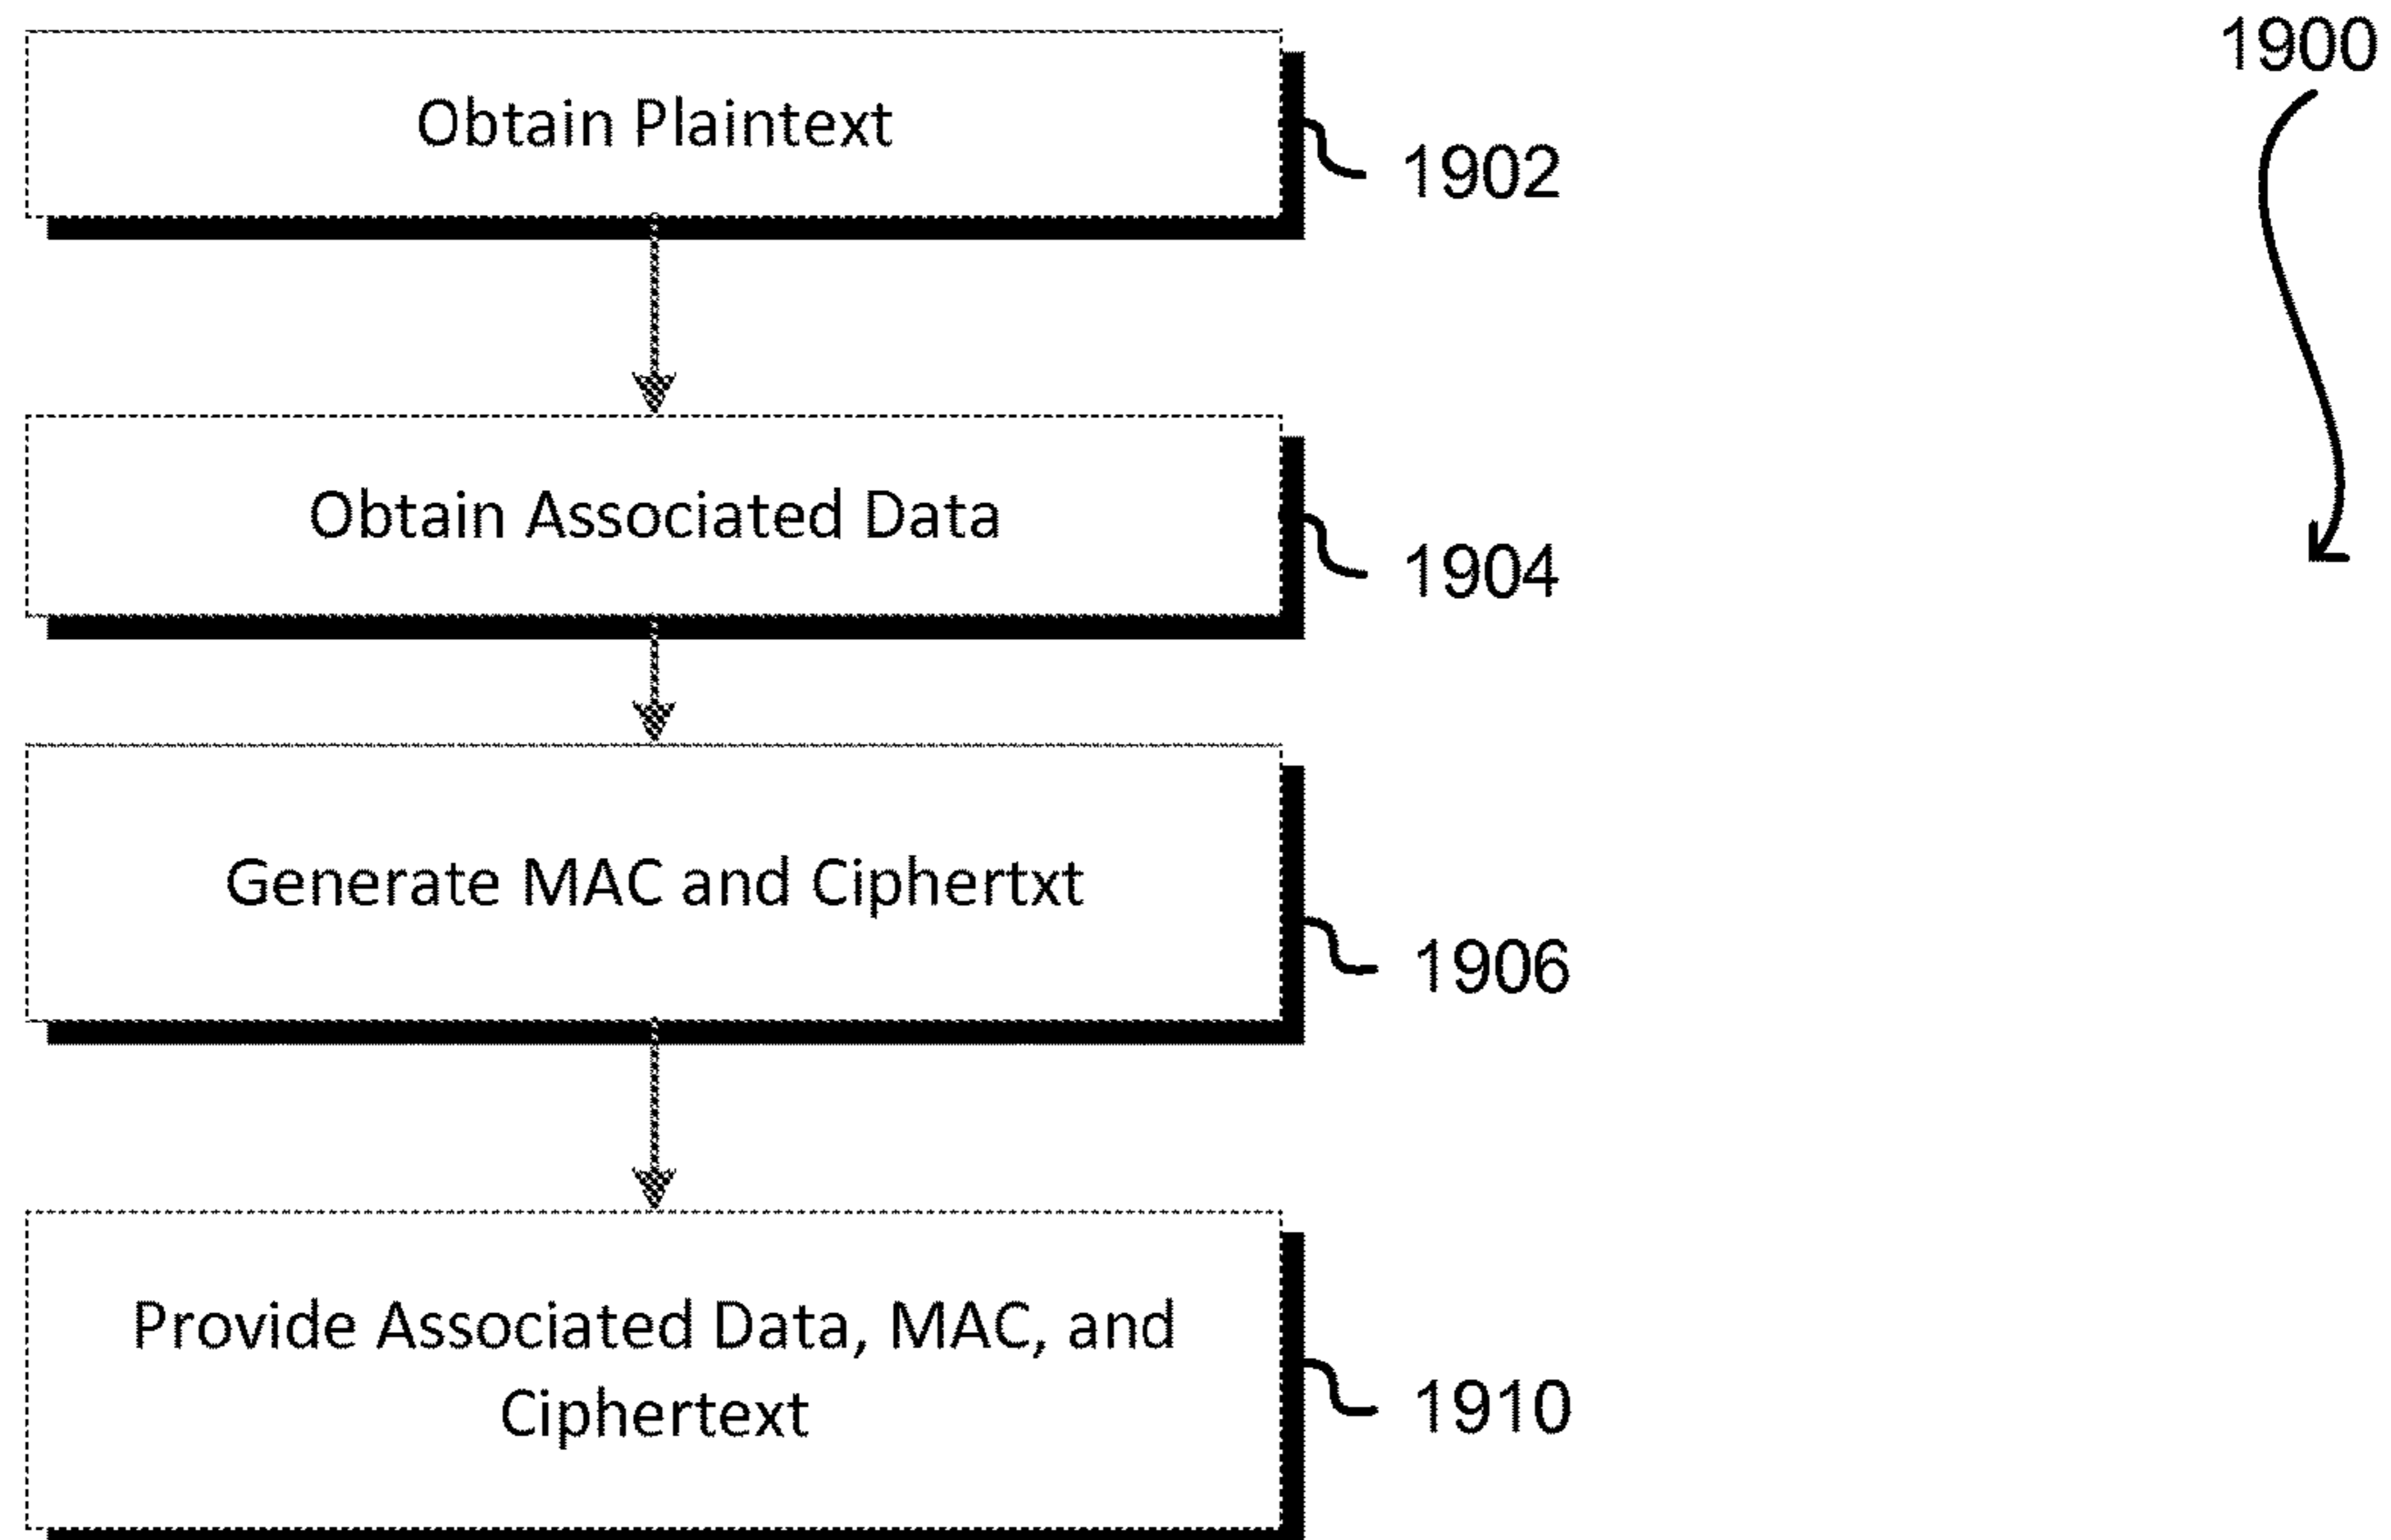 1900
Obtain Plaintext
1902
Obtain Associated Data
1904
Generate MAC and Ciphertxt
1906
Provide Associated Data, MAC, and
Ciphertext
1910